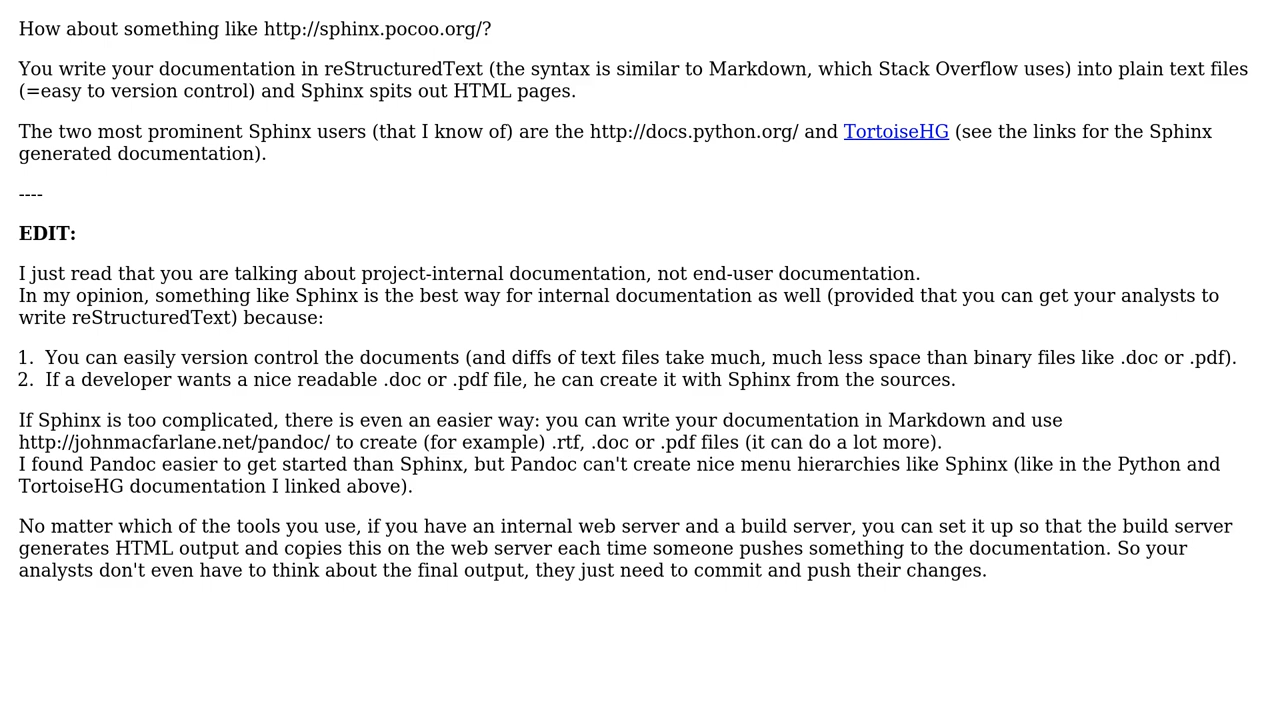 How about something like http://sphinx.pocoo.org/?
You write your documentation in reStructuredText (the syntax is similar to Markdown, which Stack Overflow uses) into plain text files
(=easy to version control) and Sphinx spits out HTML pages.
The two most prominent Sphinx users (that I know of) are the http://docs.python.org/ and TortoiseHG (see the links for the Sphinx
generated documentation).
----
EDIT:
I just read that you are talking about project-internal documentation, not end-user documentation.
In my opinion, something like Sphinx is the best way for internal documentation as well (provided that you can get your analysts to
write reStructuredText) because:
1. You can easily version control the documents (and diffs of text files take much, much less space than binary files like .doc or .pdf).
2. If a developer wants a nice readable .doc or .pdf file, he can create it with Sphinx from the sources.
If Sphinx is too complicated, there is even an easier way: you can write your documentation in Markdown and use
http://johnmacfarlane.net/pandoc/ to create (for example) .rtf, .doc or .pdf files (it can do a lot more).
I found Pandoc easier to get started than Sphinx, but Pandoc can't create nice menu hierarchies like Sphinx (like in the Python and
TortoiseHG documentation I linked above).
No matter which of the tools you use, if you have an internal web server and a build server, you can set it up so that the build server
generates HTML output and copies this on the web server each time someone pushes something to the documentation. So your
analysts don't even have to think about the final output, they just need to commit and push their changes.